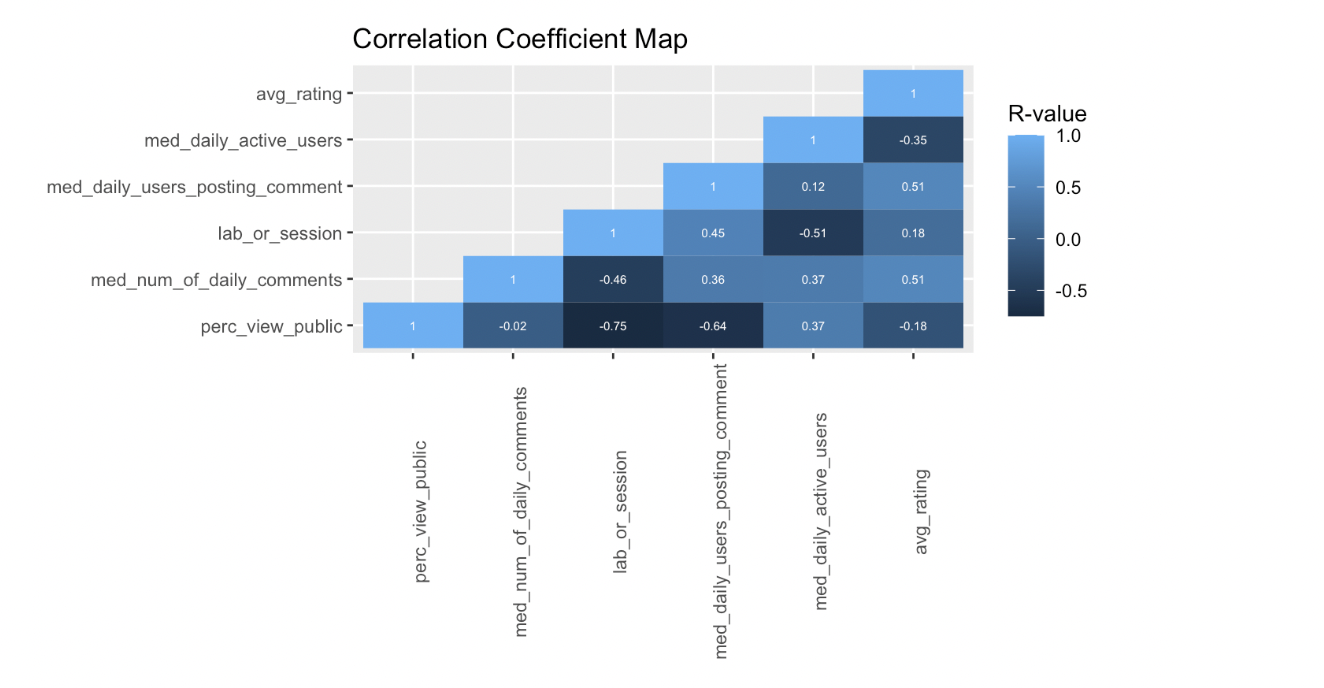 Correlation Coefficient Map
avg_rating 1
med_daily_active_users 1 -0.35
med_daily_users_posting_comment 1 0.12 0.51
lab_or_session 1 0.45 -0.51 0.18
med_num_of_daily_comments 1 -0.46 0.36 0.37 0.51
perc_view_public 1 -0.02 -0.75 -0.64 0.37 -0.18
perc_view_public
med_num_of_daily_comments
lab_or_session
med_daily_users_posting_comment
med_daily_active_users
avg_rating
R-value
1.0
0.5
0.0
-0.5